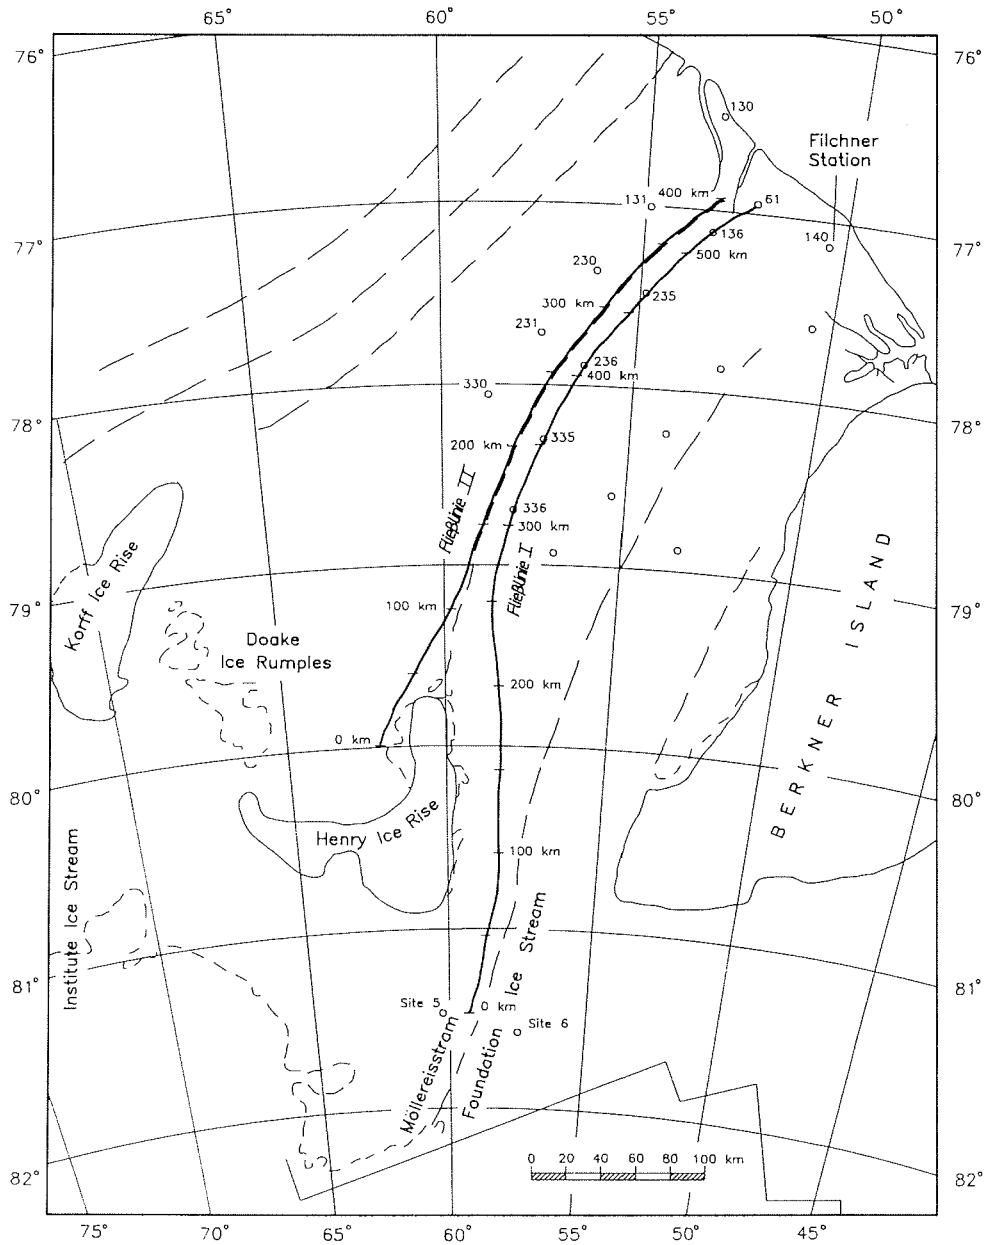 65° 60° 55° 50°
76° 76°
130
Filchner
Station
131 400 km 61
77° 136 140 77°
500 km
230
235
300 km
231
236
400 km
330
78° 78°
335
200 km
Fließlinie II
336
300 km
Fließlinie I
Korff Ice Rise
79° 79°
100 km
Doake
Ice Rumples
BERKNER ISLAND
200 km
0 km
80° 80°
Henry Ice Rise
100 km
Institute Ice Stream
81° 81°
Site 5 0 km
Site 6
Möllereisstram
Foundation Ice Stream
82° 82°
0 20 40 60 80 100 km
75° 70° 65° 60° 55° 50° 45°